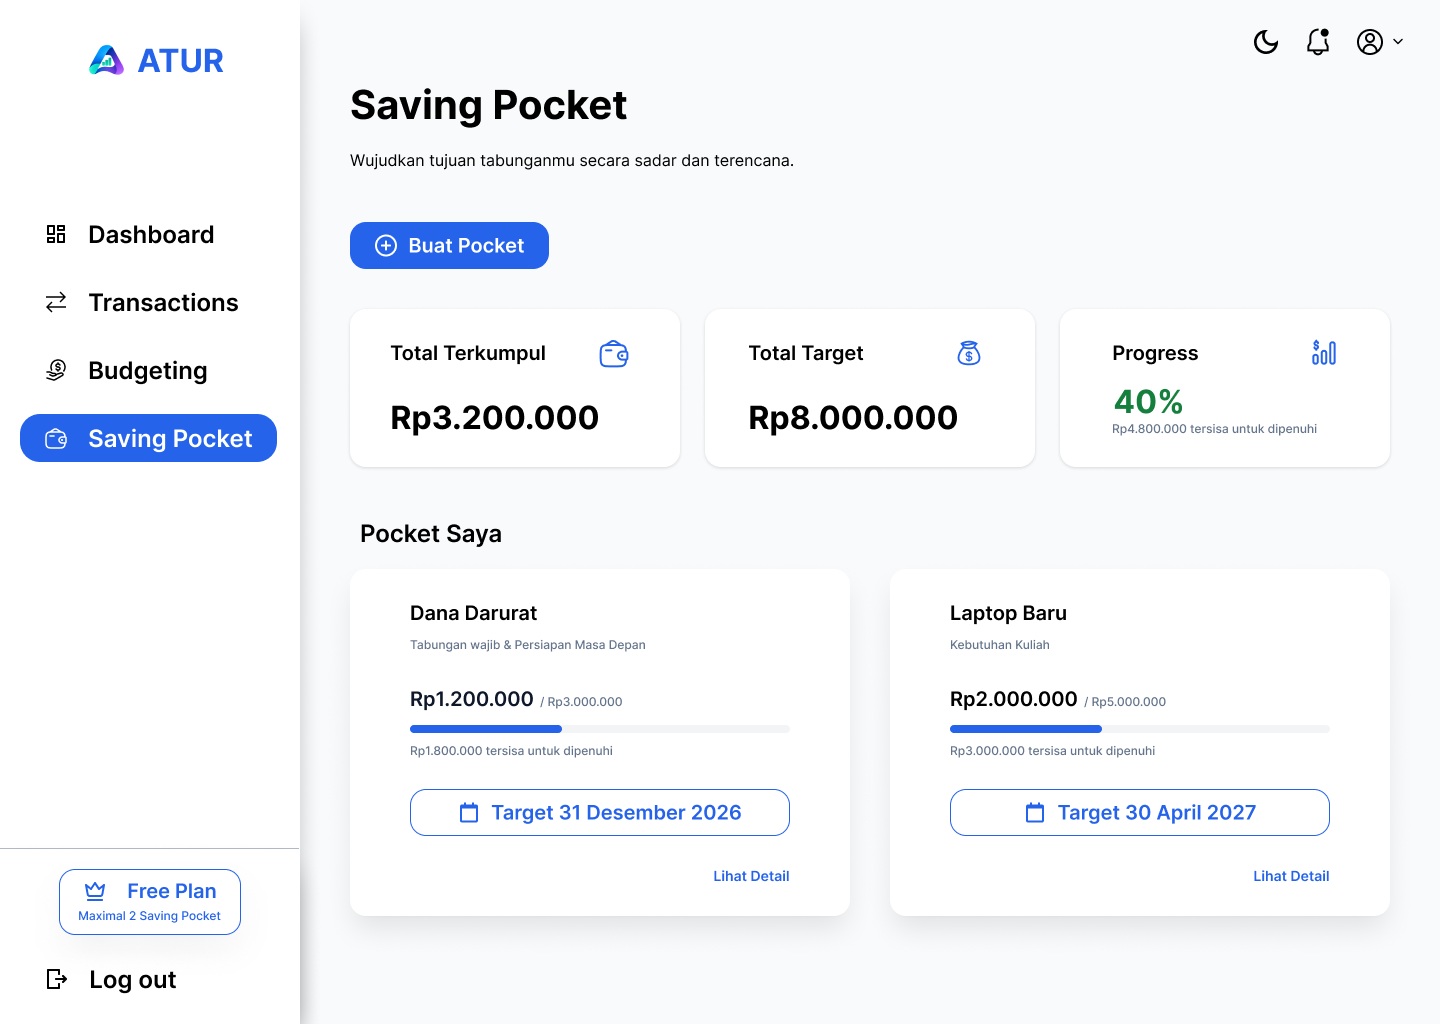 ATUR
Dashboard
Transactions
Budgeting
Saving Pocket
Free Plan
Maximal 2 Saving Pocket
Log out
Saving Pocket
Wujudkan tujuan tabunganmu secara sadar dan terencana.
Buat Pocket
Total Terkumpul
Rp3.200.000
Total Target
Rp8.000.000
Progress
40%
Rp4.800.000 tersisa untuk dipenuhi
Pocket Saya
Dana Darurat
Tabungan wajib & Persiapan Masa Depan
Rp1.200.000 / Rp3.000.000
Rp1.800.000 tersisa untuk dipenuhi
Target 31 Desember 2026
Lihat Detail
Laptop Baru
Kebutuhan Kuliah
Rp2.000.000 / Rp5.000.000
Rp3.000.000 tersisa untuk dipenuhi
Target 30 April 2027
Lihat Detail